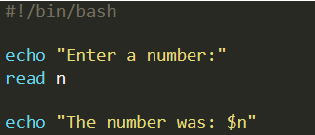 #!/bin/bash
echo "Enter a number:"
read n
echo "The number was: $n"